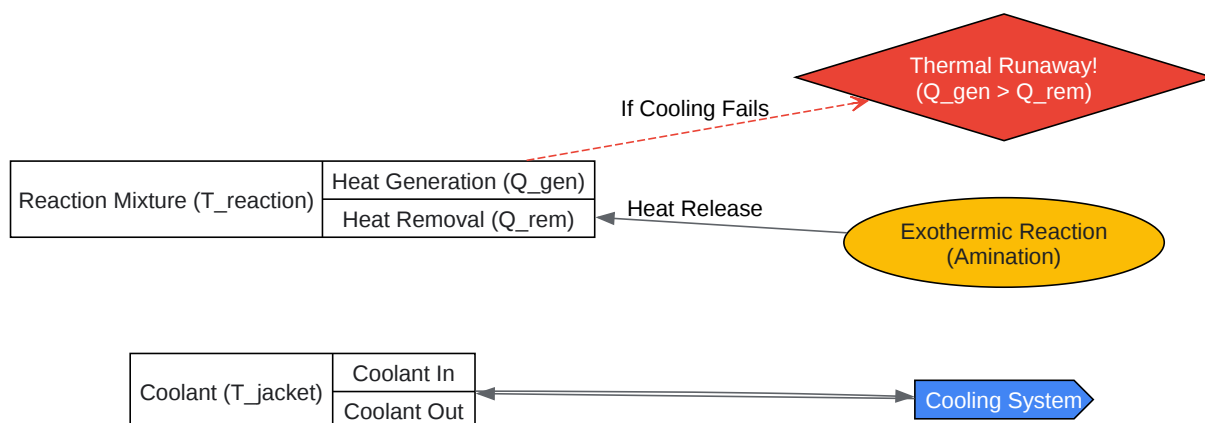 Thermal Runaway!
(Q_gen > Q_rem)
If Cooling Fails
Reaction Mixture (T_reaction)
Heat Generation (Q_gen)
Heat Removal (Q_rem)
Heat Release
Exothermic Reaction
(Amination)
Coolant (T_jacket)
Coolant In
Coolant Out
Cooling System